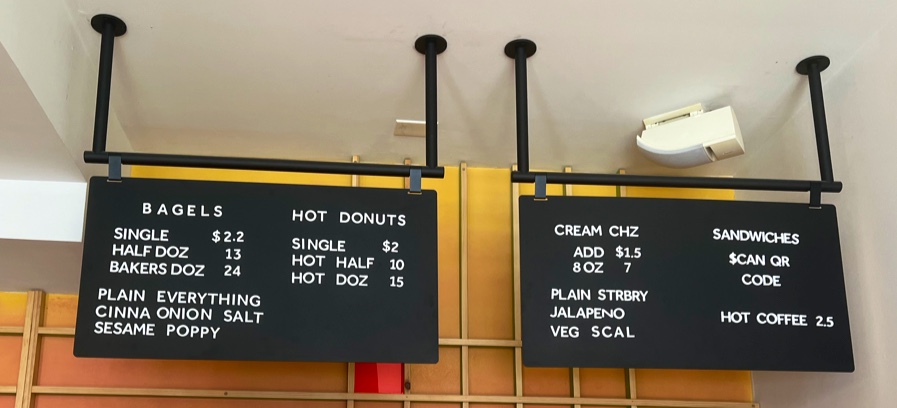 BAGELS
SINGLE $2.2
HALF DOZ 13
BAKERS DOZ 24
PLAIN EVERYTHING
CINNA ONION SALT
SESAME POPPY
HOT DONUTS
SINGLE $2
HOT HALF 10
HOT DOZ 15
CREAM CHZ
ADD $1.5
8 OZ 7
PLAIN STRBRY
JALAPENO
VEG SCAL
SANDWICHES
$CAN QR
CODE
HOT COFFEE 2.5